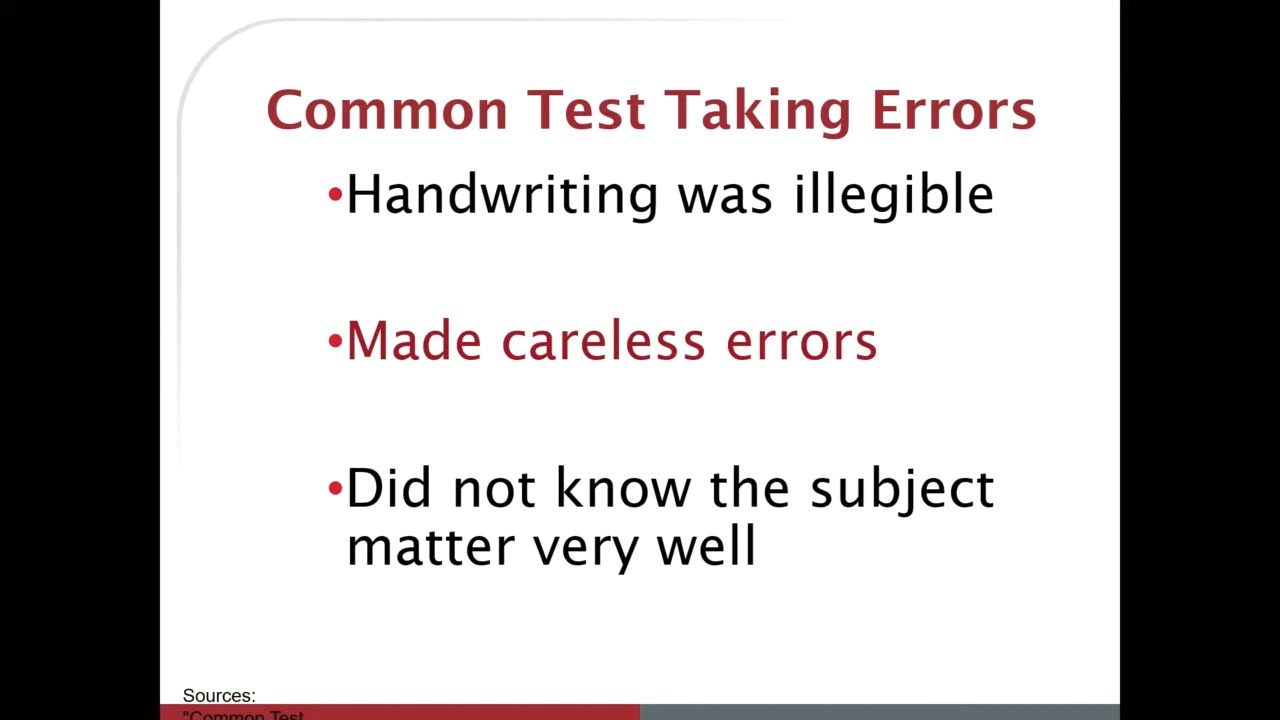 Common Test Taking Errors
•Handwriting was illegible
•Made careless errors
•Did not know the subject
matter very well
Sources:
"Common Test